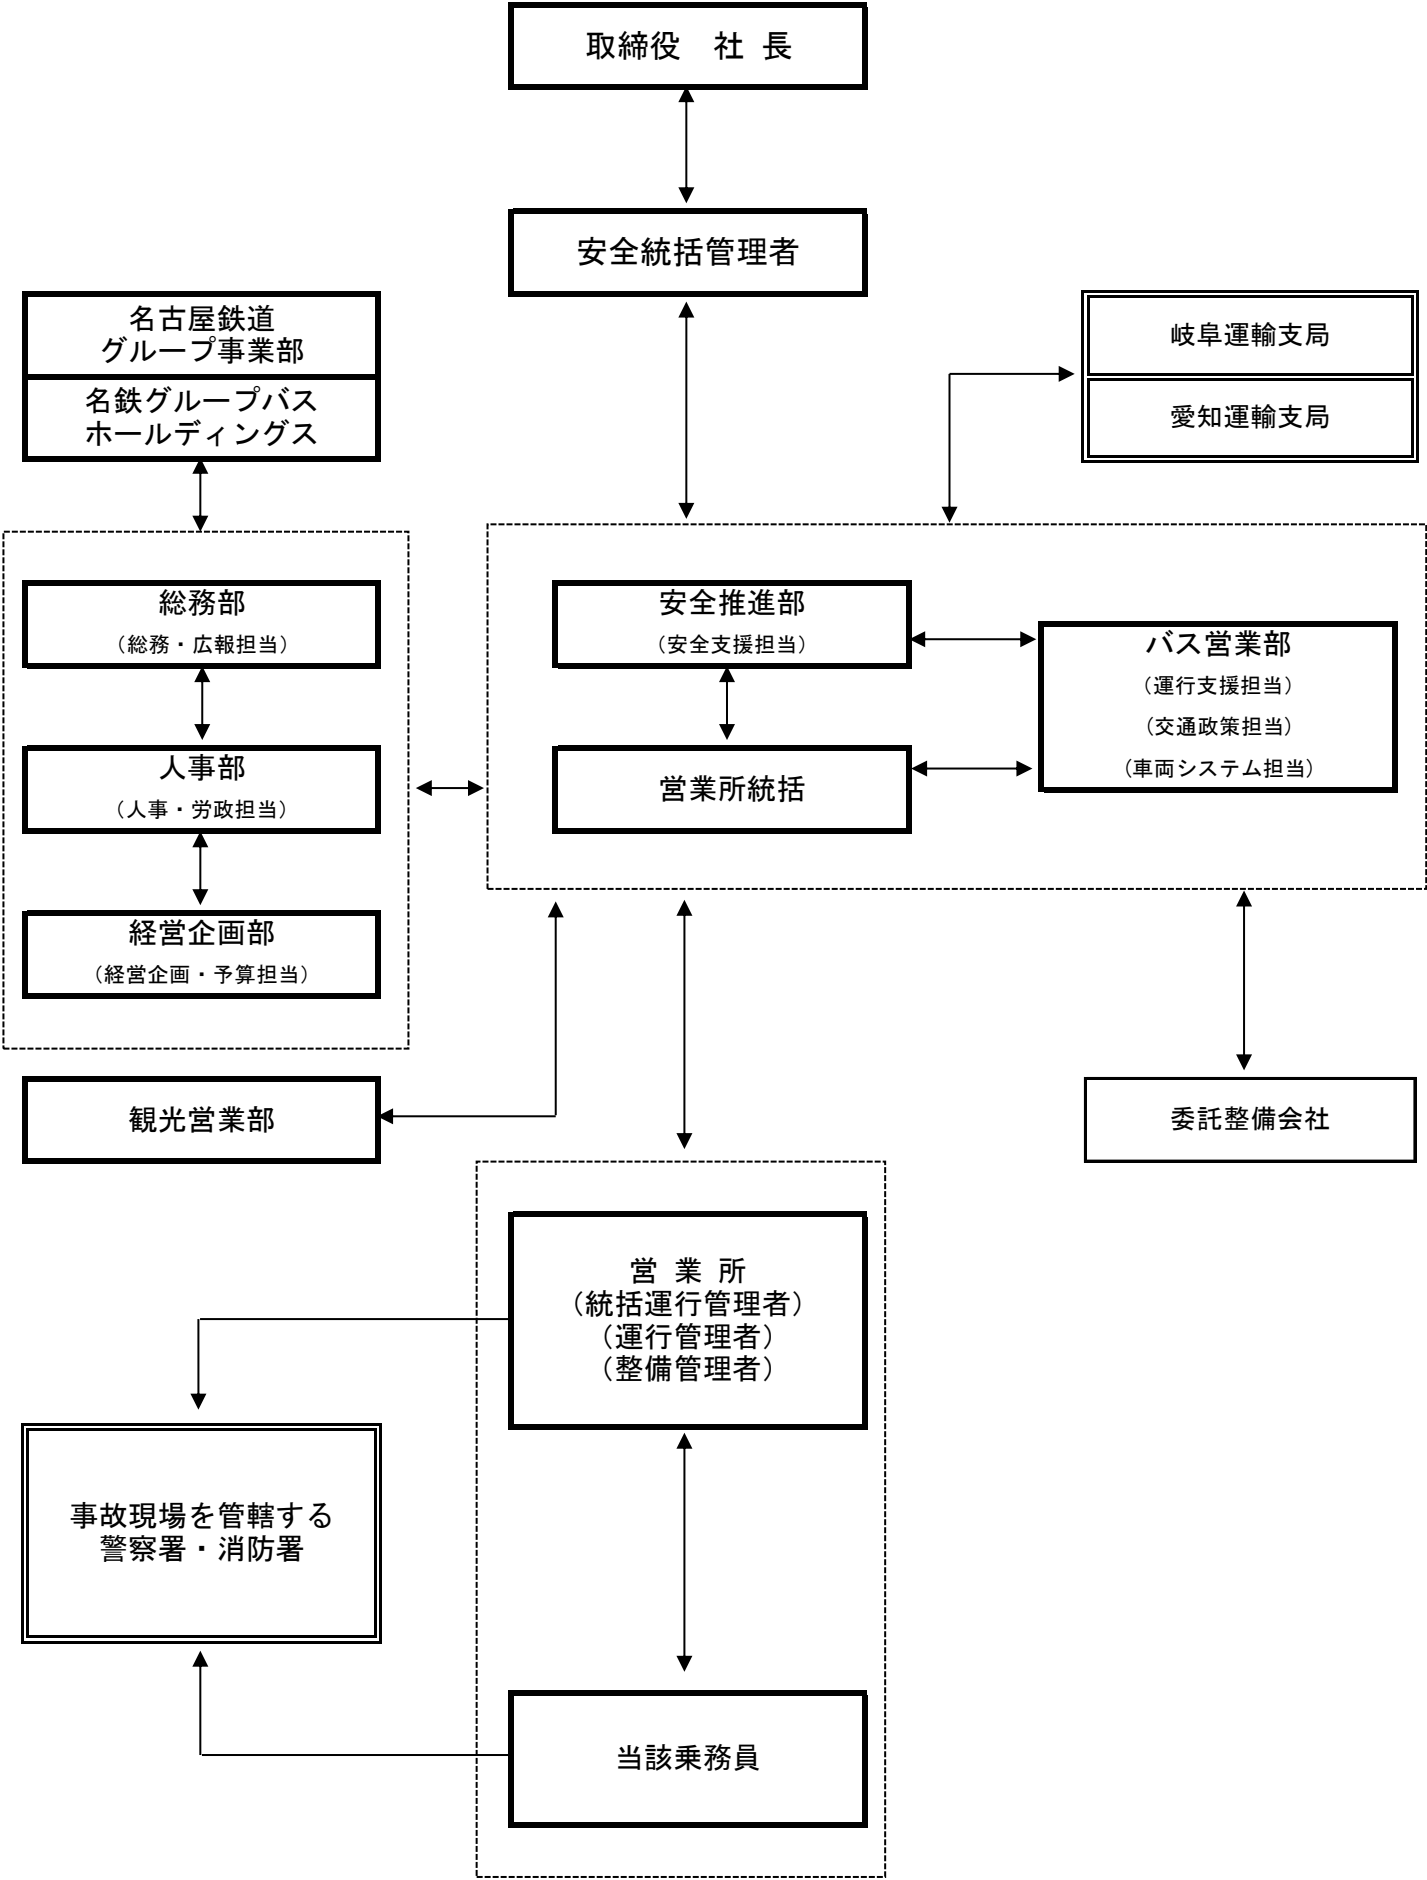 取締役　社 長
安全統括管理者
名古屋鉄道
グループ事業部
名鉄グループバス
ホールディングス
岐阜運輸支局
愛知運輸支局
総務部
（総務・広報担当）
人事部
（人事・労政担当）
経営企画部
（経営企画・予算担当）
安全推進部
（安全支援担当）
営業所統括
バス営業部
（運行支援担当）
（交通政策担当）
（車両システム担当）
観光営業部
委託整備会社
営 業 所
（統括運行管理者）
（運行管理者）
（整備管理者）
事故現場を管轄する
警察署・消防署
当該乗務員